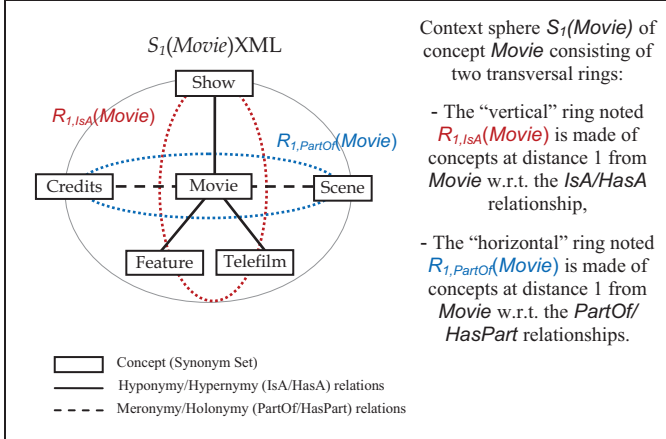 S1(Movie)XML
Show
R1,IsA(Movie)
R1,PartOf(Movie)
Credits
Movie
Scene
Feature
Telefilm
Concept (Synonym Set)
Hyponymy/Hypernymy (IsA/HasA) relations
Meronymy/Holonymy (PartOf/HasPart) relations
Context sphere S1(Movie) of
concept Movie consisting of
two transversal rings:
- The “vertical” ring noted
R1,IsA(Movie) is made of
concepts at distance 1 from
Movie w.r.t. the IsA/HasA
relationship,
- The “horizontal” ring noted
R1,PartOf(Movie) is made of
concepts at distance 1 from
Movie w.r.t. the PartOf/
HasPart relationships.